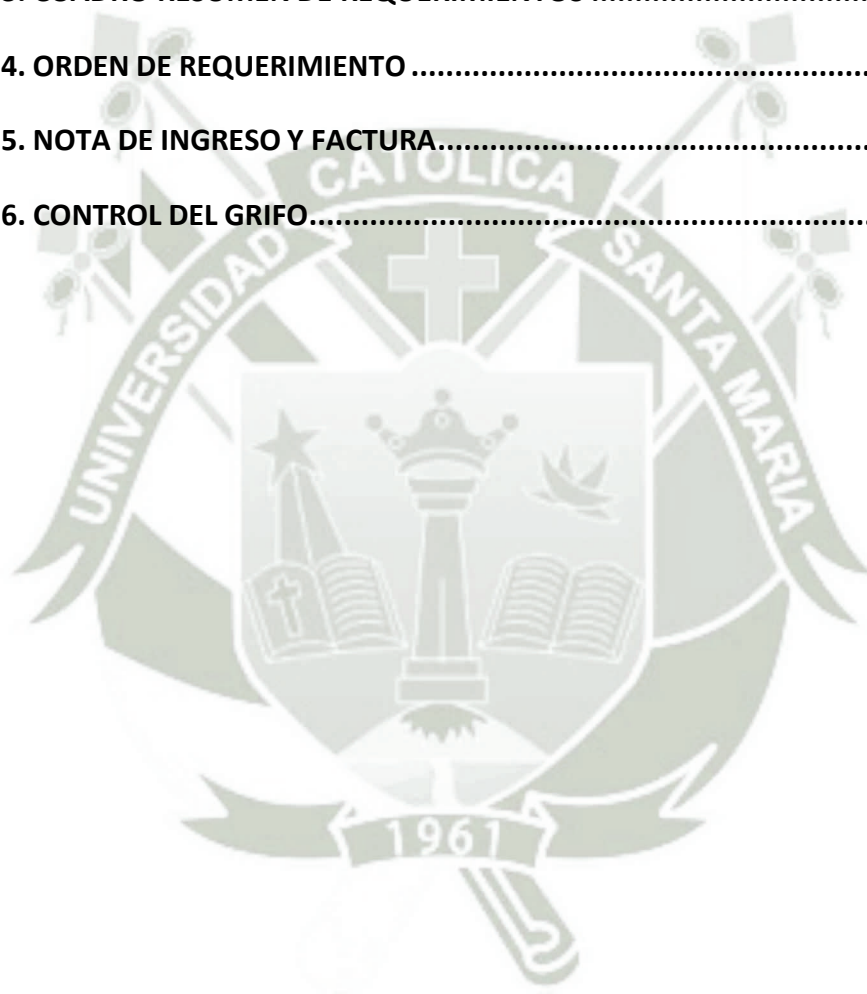 4. ORDEN DE REQUERIMIENTO ........................................................
5. NOTA DE INGRESO Y FACTURA.....................................................
6. CONTROL DEL GRIFO....................................................................
UNIVERSIDAD CATOLICA SANTA MARIA
1961